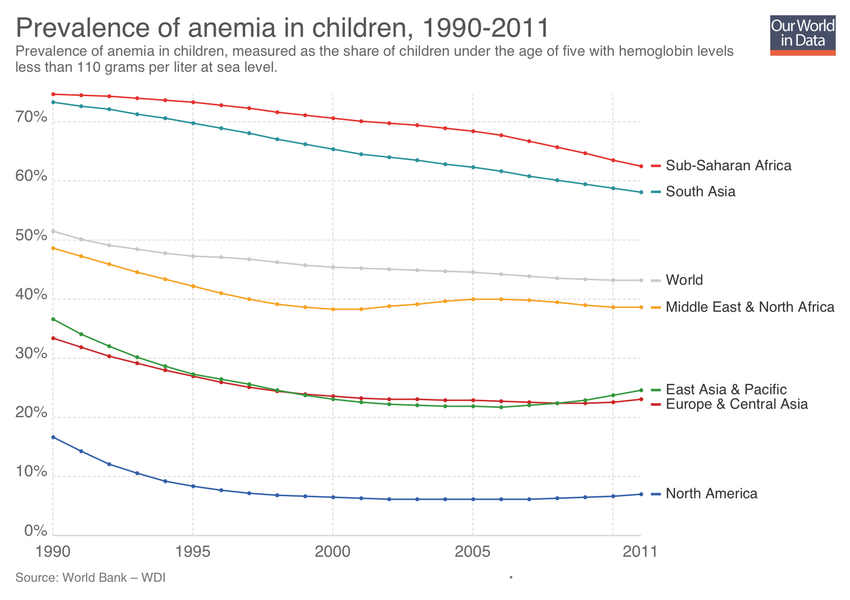 Prevalence of anemia in children, 1990-2011
Our World
in Data
Prevalence of anemia in children, measured as the share of children under the age of five with hemoglobin levels
less than 110 grams per liter at sea level.
70%
60%
50%
40%
30%
20%
10%
0%
Sub-Saharan Africa
South Asia
World
Middle East & North Africa
East Asia & Pacific
Europe & Central Asia
North America
1990
1995
2000
2005
2011
Source: World Bank – WDI